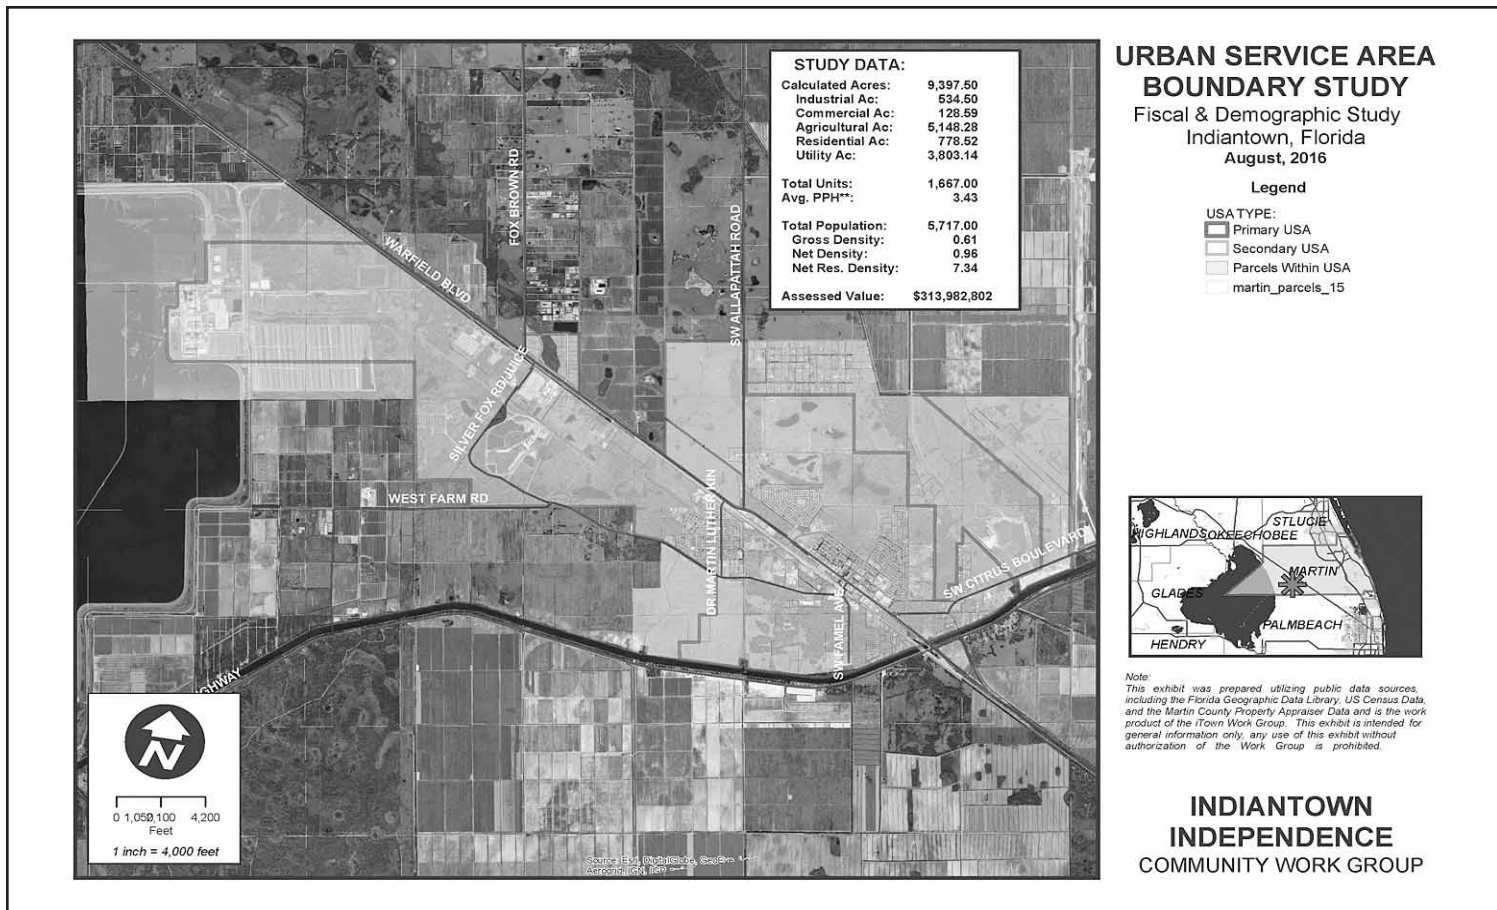 URBAN SERVICE AREA
BOUNDARY STUDY
Fiscal & Demographic Study
Indiantown, Florida
August, 2016
Legend
USA TYPE:
Primary USA
Secondary USA
Parcels Within USA
martin_parcels_15
STUDY DATA:
Calculated Acres: 9,397.50
Industrial Ac: 534.50
Commercial Ac: 128.59
Agricultural Ac: 5,148.28
Residential Ac: 778.52
Utility Ac: 3,803.14
Total Units: 1,667.00
Avg. PPH**: 3.43
Total Population: 5,717.00
Gross Density: 0.61
Net Density: 0.96
Net Res. Density: 7.34
Assessed Value: $313,982,802
FOX BROWN RD
WARFIELD BLVD
SW ALLAPATTAH ROAD
SILVER FOX RD/JUICE
WEST FARM RD
DR.MARTIN LUTHER KIN
SW CITRUS BOULEVARD
SW FAMEL AVE
GHWAY
N
0 1,050 2,100 4,200
Feet
1 inch = 4,000 feet
Source: Esri, DigitalGlobe, GeoEye
Aerogrid, IGN, IGP
HIGHLANDS
OKEECHOBEE
STLUCIE
MARTIN
GLADES
PALMBEACH
HENDRY
Note:
This exhibit was prepared utilizing public data sources,
including the Florida Geographic Data Library, US Census Data,
and the Martin County Property Appraiser Data and is the work
product of the iTown Work Group. This exhibit is intended for
general information only, any use of this exhibit without
authorization of the Work Group is prohibited.
INDIANTOWN
INDEPENDENCE
COMMUNITY WORK GROUP